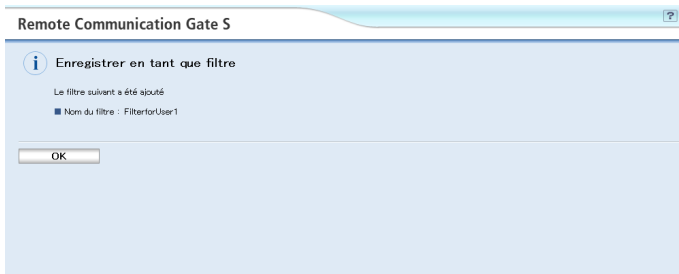 Remote Communication Gate S
?
i
Enregistrer en tant que filtre
Le filtre suivant a été ajouté
Nom du filtre : FilterforUser1
OK